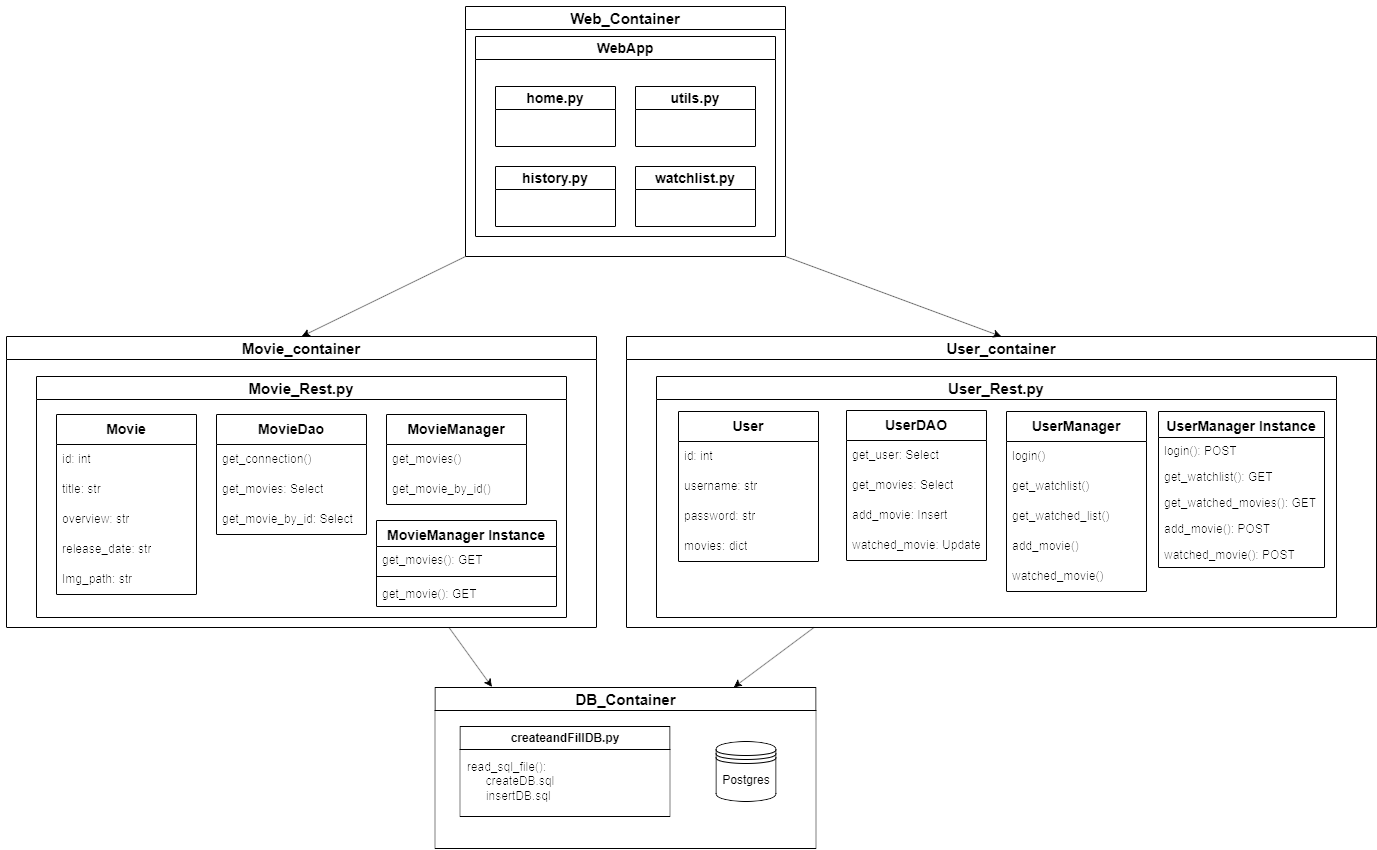 Web_Container
WebApp
home.py
utils.py
history.py
watchlist.py
Movie_container
Movie_Rest.py
Movie
id: int
title: str
overview: str
release_date: str
Img_path: str
MovieDao
get_connection()
get_movies: Select
get_movie_by_id: Select
MovieManager
get_movies()
get_movie_by_id()
MovieManager Instance
get_movies(): GET
get_movie(): GET
User_container
User_Rest.py
User
id: int
username: str
password: str
movies: dict
UserDAO
get_user: Select
get_movies: Select
add_movie: Insert
watched_movie: Update
UserManager
login()
get_watchlist()
get_watched_list()
add_movie()
watched_movie()
UserManager Instance
login(): POST
get_watchlist(): GET
get_watched_movies(): GET
add_movie(): POST
watched_movie(): POST
DB_Container
createandFillDB.py
read_sql_file():
createDB.sql
insertDB.sql
Postgres